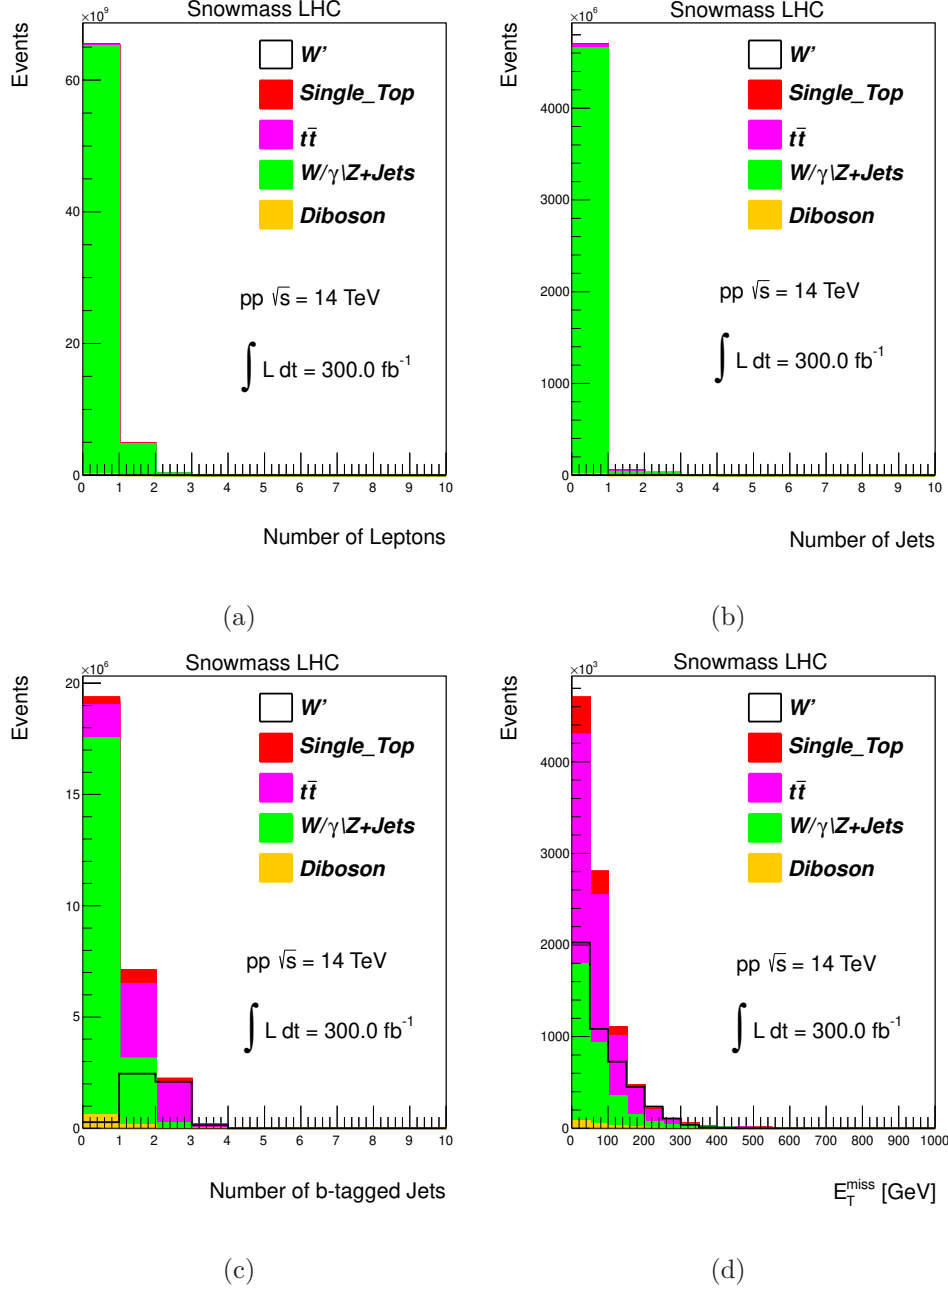 Snowmass LHC
×10⁹
Events
60
40
20
0
W'
Single_Top
tt̄
W/γ\Z+Jets
Diboson
pp √s = 14 TeV
∫ L dt = 300.0 fb⁻¹
0 1 2 3 4 5 6 7 8 9 10
Number of Leptons
(a)
Snowmass LHC
×10⁶
Events
4000
3000
2000
1000
0
W'
Single_Top
tt̄
W/γ\Z+Jets
Diboson
pp √s = 14 TeV
∫ L dt = 300.0 fb⁻¹
0 1 2 3 4 5 6 7 8 9 10
Number of Jets
(b)
Snowmass LHC
×10⁶
Events
20
15
10
5
0
W'
Single_Top
tt̄
W/γ\Z+Jets
Diboson
pp √s = 14 TeV
∫ L dt = 300.0 fb⁻¹
0 1 2 3 4 5 6 7 8 9 10
Number of b-tagged Jets
(c)
Snowmass LHC
×10³
Events
4000
3000
2000
1000
0
W'
Single_Top
tt̄
W/γ\Z+Jets
Diboson
pp √s = 14 TeV
∫ L dt = 300.0 fb⁻¹
0 100 200 300 400 500 600 700 800 900 1000
E_T^miss [GeV]
(d)